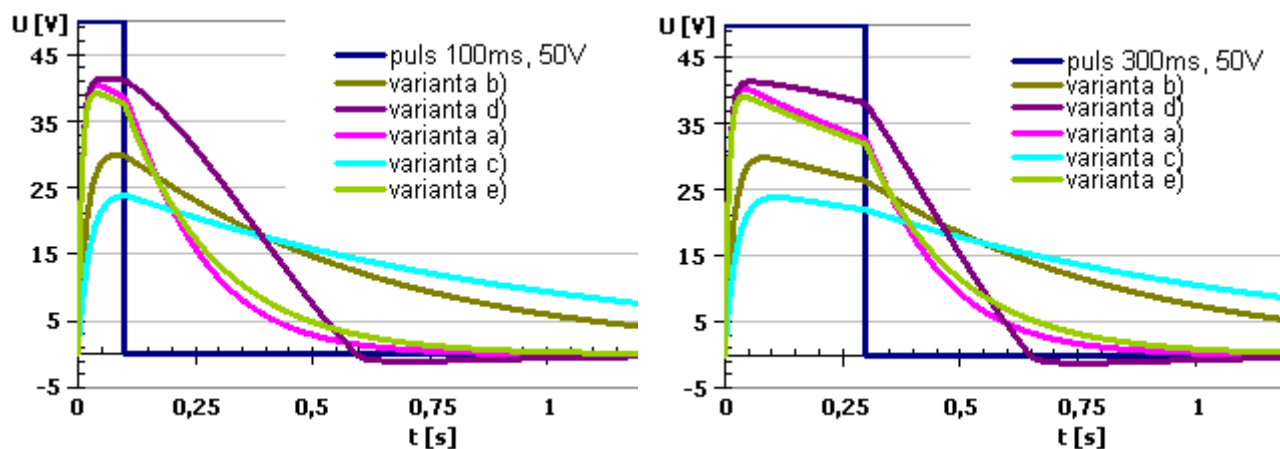 U [V]
45
35
25
15
5
-5
0
0,25
0,5
0,75
1
t [s]
puls 100ms, 50V
varianta b)
varianta d)
varianta a)
varianta c)
varianta e)
U [V]
45
35
25
15
5
-5
0
0,25
0,5
0,75
1
t [s]
puls 300ms, 50V
varianta b)
varianta d)
varianta a)
varianta c)
varianta e)